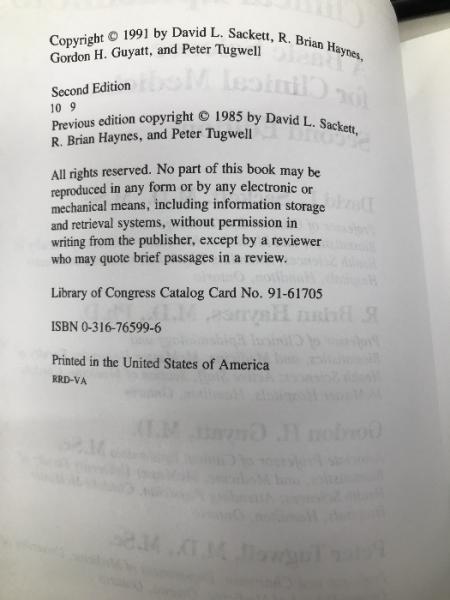 Copyright © 1991 by David L. Sackett, R. Brian Haynes,
Gordon H. Guyatt, and Peter Tugwell
Second Edition
10 9
Previous edition copyright © 1985 by David L. Sackett,
R. Brian Haynes, and Peter Tugwell
All rights reserved. No part of this book may be
reproduced in any form or by any electronic or
mechanical means, including information storage
and retrieval systems, without permission in
writing from the publisher, except by a reviewer
who may quote brief passages in a review.
Library of Congress Catalog Card No. 91-61705
ISBN 0-316-76599-6
Printed in the United States of America
RRD-VA